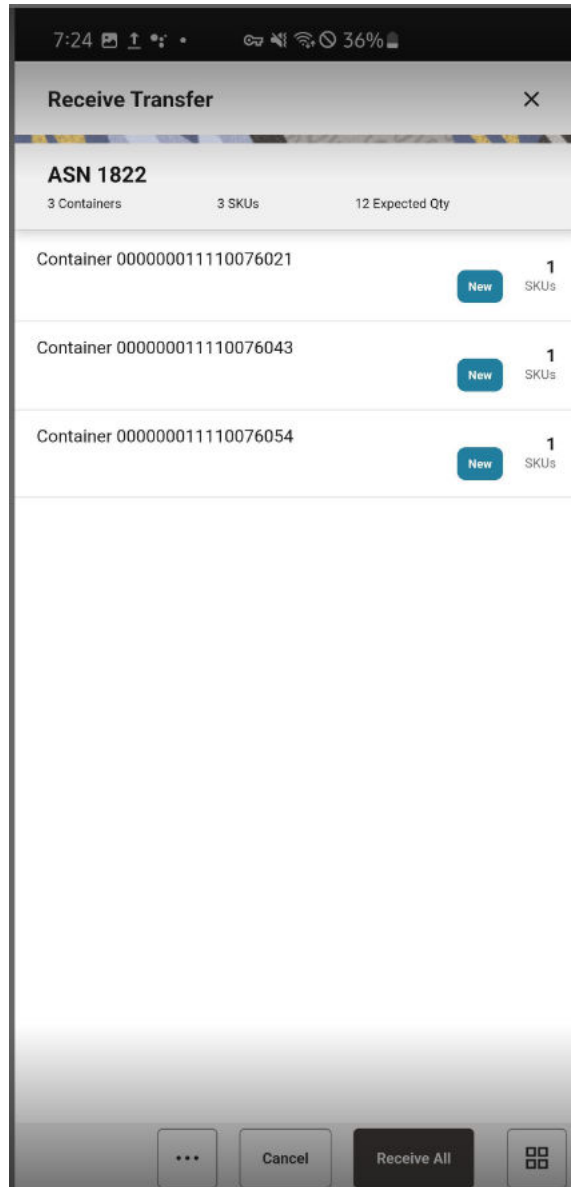 7:24 36%
Receive Transfer
ASN 1822
3 Containers 3 SKUs 12 Expected Qty
Container 000000011110076021
New
1
SKUs
Container 000000011110076043
New
1
SKUs
Container 000000011110076054
New
1
SKUs
... Cancel Receive All